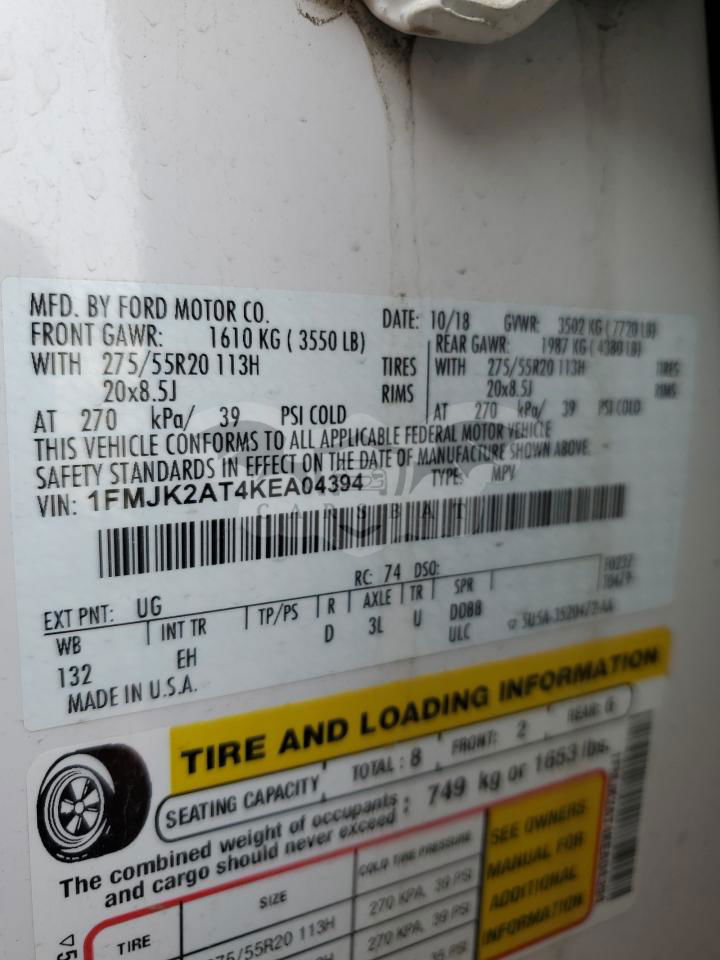 MFD. BY FORD MOTOR CO.
DATE: 10/18 GVWR: 3502 KG ( 7720 LB)
FRONT GAWR: 1610 KG ( 3550 LB)
REAR GAWR: 1987 KG ( 4380 LB)
WITH 275/55R20 113H TIRES
WITH 275/55R20 113H TIRES
20x8.5J RIMS
20x8.5J RIMS
AT 270 kPa/ 39 PSI COLD
AT 270 kPa/ 39 PSI COLD
THIS VEHICLE CONFORMS TO ALL APPLICABLE FEDERAL MOTOR VEHICLE
SAFETY STANDARDS IN EFFECT ON THE DATE OF MANUFACTURE SHOWN ABOVE.
VIN: 1FMJK2AT4KEA04394 TYPE: MPV
CARSBAT
RC: 74 DSO:
EXT PNT: UG
WB INT TR TP/PS R AXLE TR SPR
132 EH D 3L U DDBB
ULC
MADE IN U.S.A.
TIRE AND LOADING INFORMATION
SEATING CAPACITY TOTAL : 8 FRONT: 2 REAR: 6
The combined weight of occupants : 749 kg or 1653 lbs.
and cargo should never exceed
TIRE SIZE COLD TIRE PRESSURE
SEE OWNERS
MANUAL FOR
ADDITIONAL
INFORMATION
275/55R20 113H 270 KPA, 39 PSI
270 KPA, 39 PSI